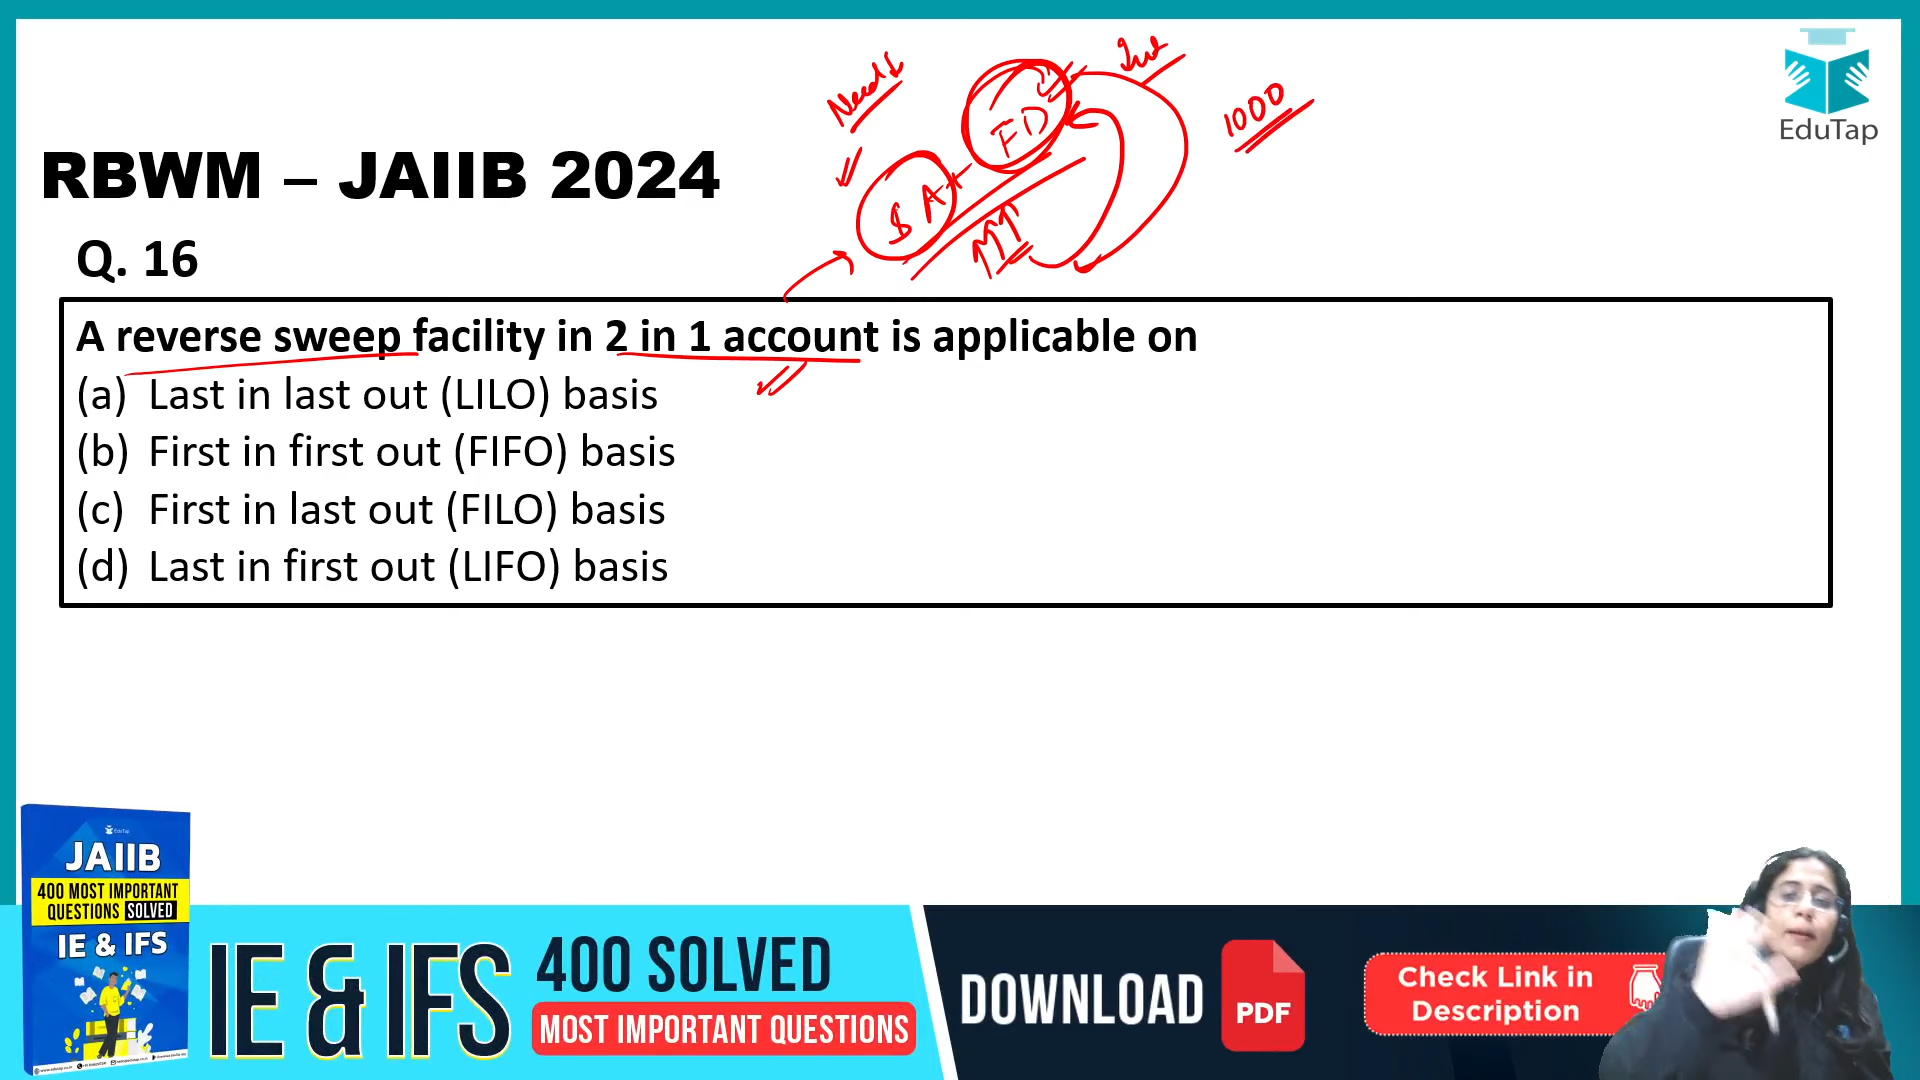 EduTap
Need
FD
Int
1000
SA
RBWM – JAIIB 2024
Q. 16
A reverse sweep facility in 2 in 1 account is applicable on
(a) Last in last out (LILO) basis
(b) First in first out (FIFO) basis
(c) First in last out (FILO) basis
(d) Last in first out (LIFO) basis
EduTap
JAIIB
400 MOST IMPORTANT
QUESTIONS SOLVED
IE & IFS
IE & IFS
400 SOLVED
MOST IMPORTANT QUESTIONS
DOWNLOAD
PDF
Check Link in
Description